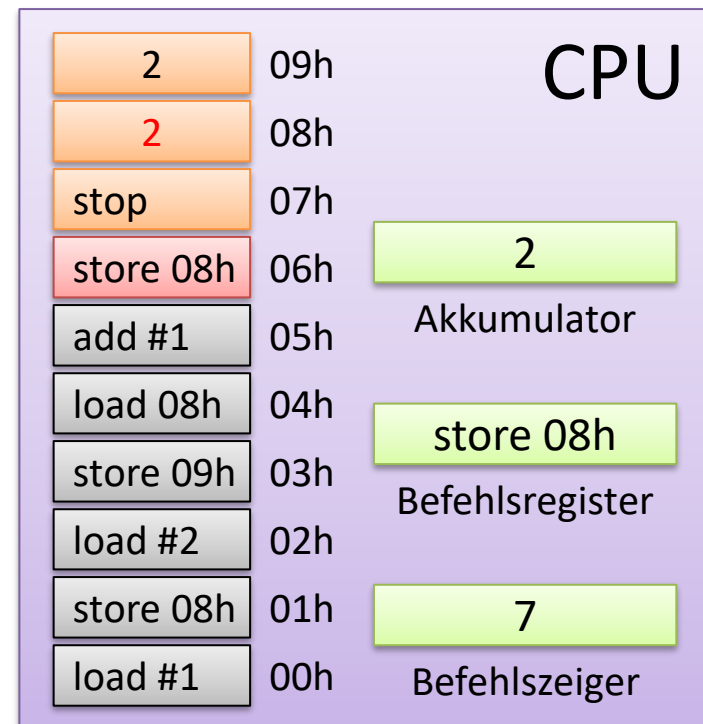 CPU
2 09h
2 08h
stop 07h
store 08h 06h
add #1 05h
load 08h 04h
store 09h 03h
load #2 02h
store 08h 01h
load #1 00h
2
Akkumulator
store 08h
Befehlsregister
7
Befehlszeiger